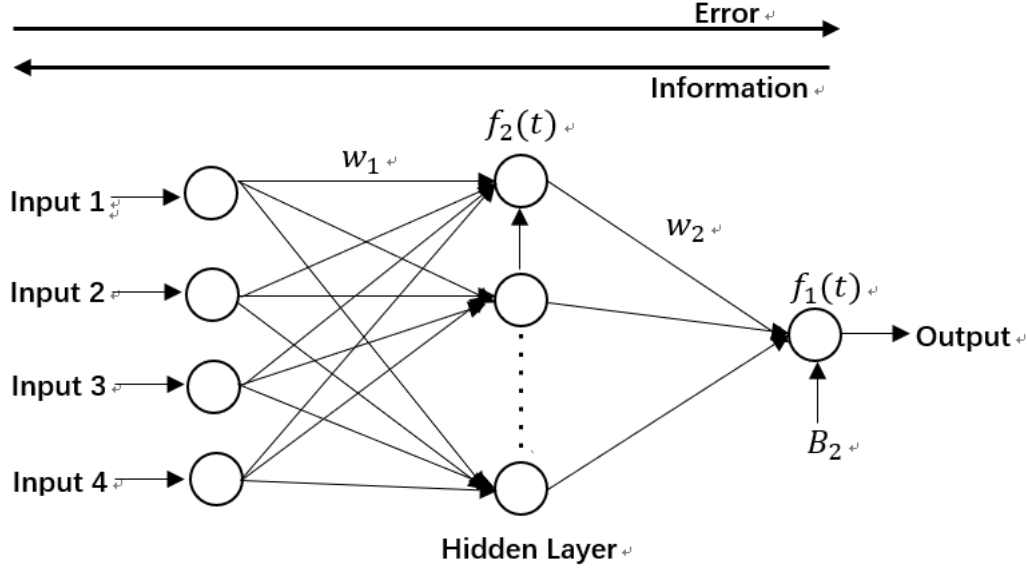 Error
Information
f₂(t)
w₁
Input 1
w₂
Input 2
f₁(t)
Output
Input 3
B₂
Input 4
Hidden Layer